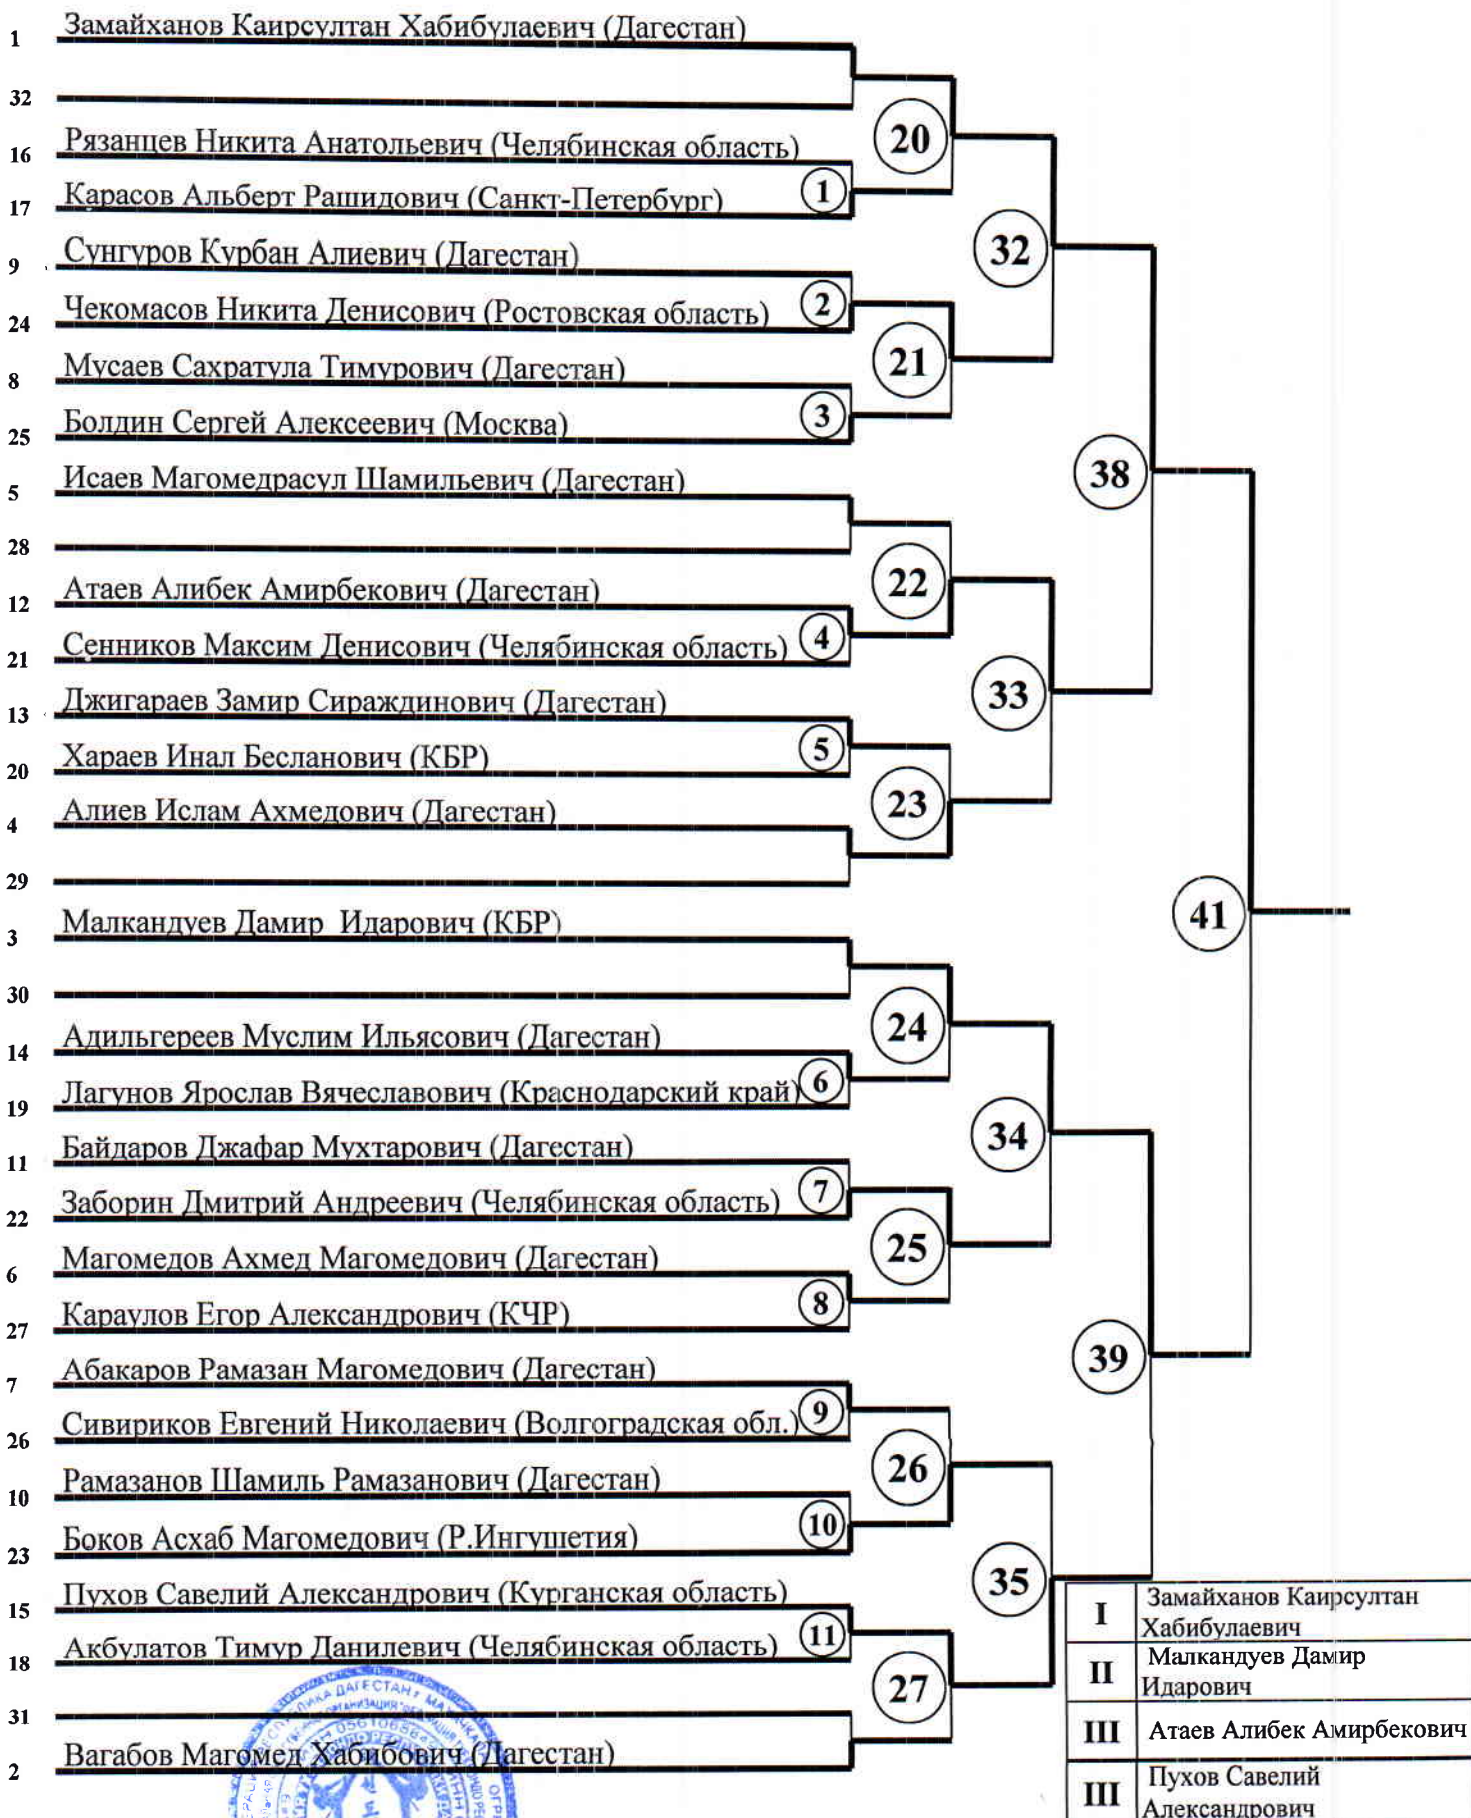 1 Замайханов Каирсултан Хабибулаевич (Дагестан)
32
20
16 Рязанцев Никита Анатольевич (Челябинская область)
17 Карасов Альберт Рашидович (Санкт-Петербург) 1
9 Сунгуров Курбан Алиевич (Дагестан)
32
24 Чекомасов Никита Денисович (Ростовская область) 2
21
8 Мусаев Сахратула Тимурович (Дагестан)
25 Болдин Сергей Алексеевич (Москва) 3
38
5 Исаев Магомедрасул Шамильевич (Дагестан)
28
22
12 Атаев Алибек Амирбекович (Дагестан)
21 Сенников Максим Денисович (Челябинская область) 4
33
13 Джигараев Замир Сираждинович (Дагестан)
20 Хараев Инал Бесланович (КБР) 5
23
4 Алиев Ислам Ахмедович (Дагестан)
29
41
3 Малкандуев Дамир Идарович (КБР)
30
24
14 Адильгереев Муслим Ильясович (Дагестан)
19 Лагунов Ярослав Вячеславович (Краснодарский край) 6
34
11 Байдаров Джафар Мухтарович (Дагестан)
22 Заборин Дмитрий Андреевич (Челябинская область) 7
25
6 Магомедов Ахмед Магомедович (Дагестан)
27 Караулов Егор Александрович (КЧР) 8
39
7 Абакаров Рамазан Магомедович (Дагестан)
26 Сивириков Евгений Николаевич (Волгоградская обл.) 9
26
10 Рамазанов Шамиль Рамазанович (Дагестан)
23 Боков Асхаб Магомедович (Р.Ингушетия) 10
35
15 Пухов Савелий Александрович (Курганская область)
18 Акбулатов Тимур Данилевич (Челябинская область) 11
27
31
2 Вагабов Магомед Хабибович (Дагестан)
I Замайханов Каирсултан
Хабибулаевич
II Малкандуев Дамир
Идарович
III Атаев Алибек Амирбекович
III Пухов Савелий
Александрович